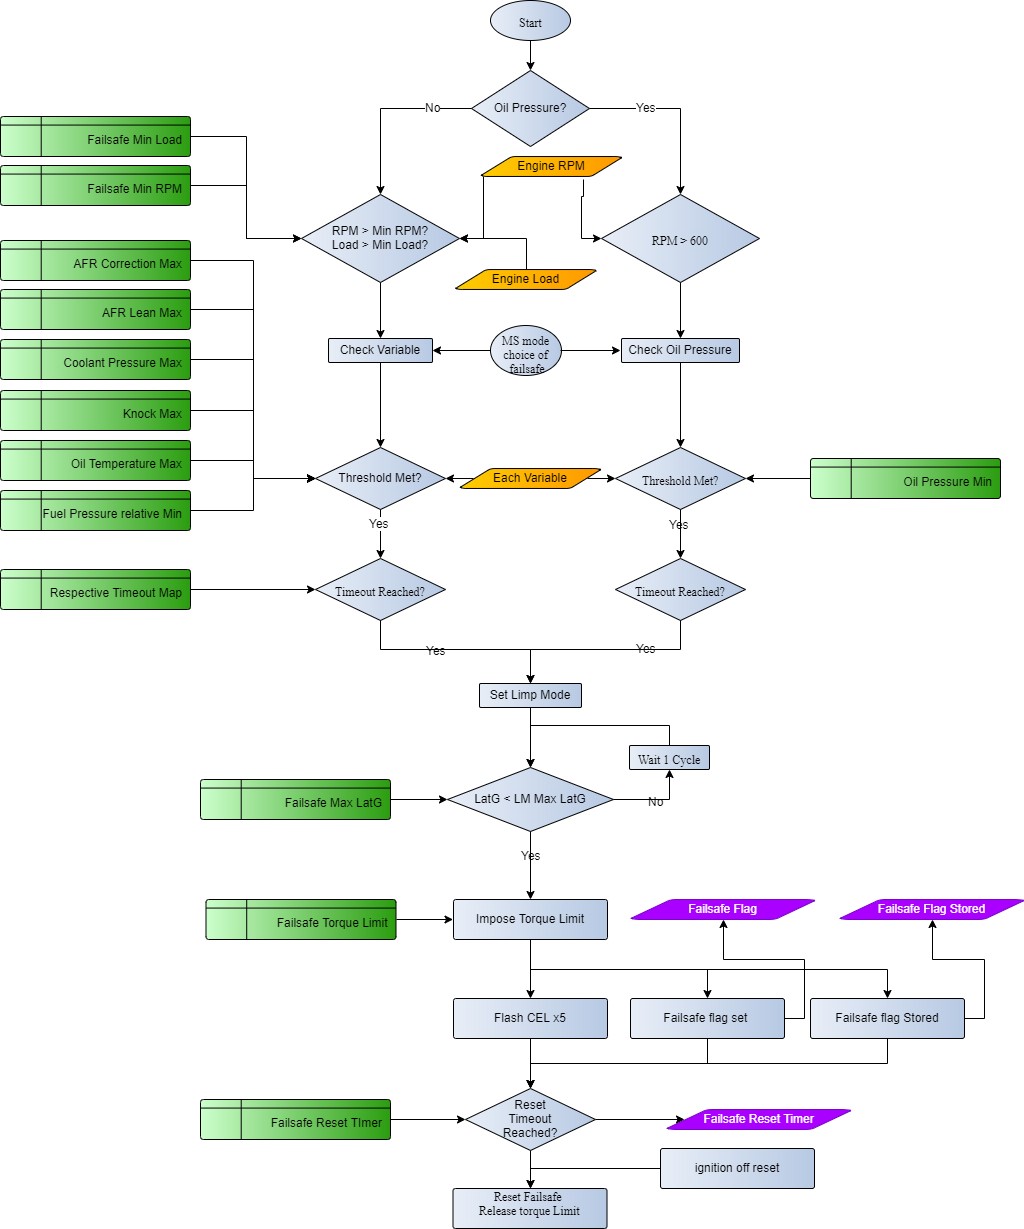 Start
Oil Pressure?
No
Yes
Failsafe Min Load
Failsafe Min RPM
Engine RPM
RPM > Min RPM?
Load > Min Load?
RPM > 600
Engine Load
AFR Correction Max
AFR Lean Max
Coolant Pressure Max
Knock Max
Oil Temperature Max
Fuel Pressure relative Min
Check Variable
MS mode
choice of
failsafe
Check Oil Pressure
Threshold Met?
Each Variable
Threshold Met?
Oil Pressure Min
Yes
Yes
Respective Timeout Map
Timeout Reached?
Timeout Reached?
Yes
Yes
Set Limp Mode
Wait 1 Cycle
Failsafe Max LatG
LatG < LM Max LatG
No
Yes
Failsafe Torque Limit
Impose Torque Limit
Failsafe Flag
Failsafe Flag Stored
Flash CEL x5
Failsafe flag set
Failsafe flag Stored
Failsafe Reset TImer
Reset
Timeout
Reached?
Failsafe Reset Timer
ignition off reset
Reset Failsafe
Release torque Limit